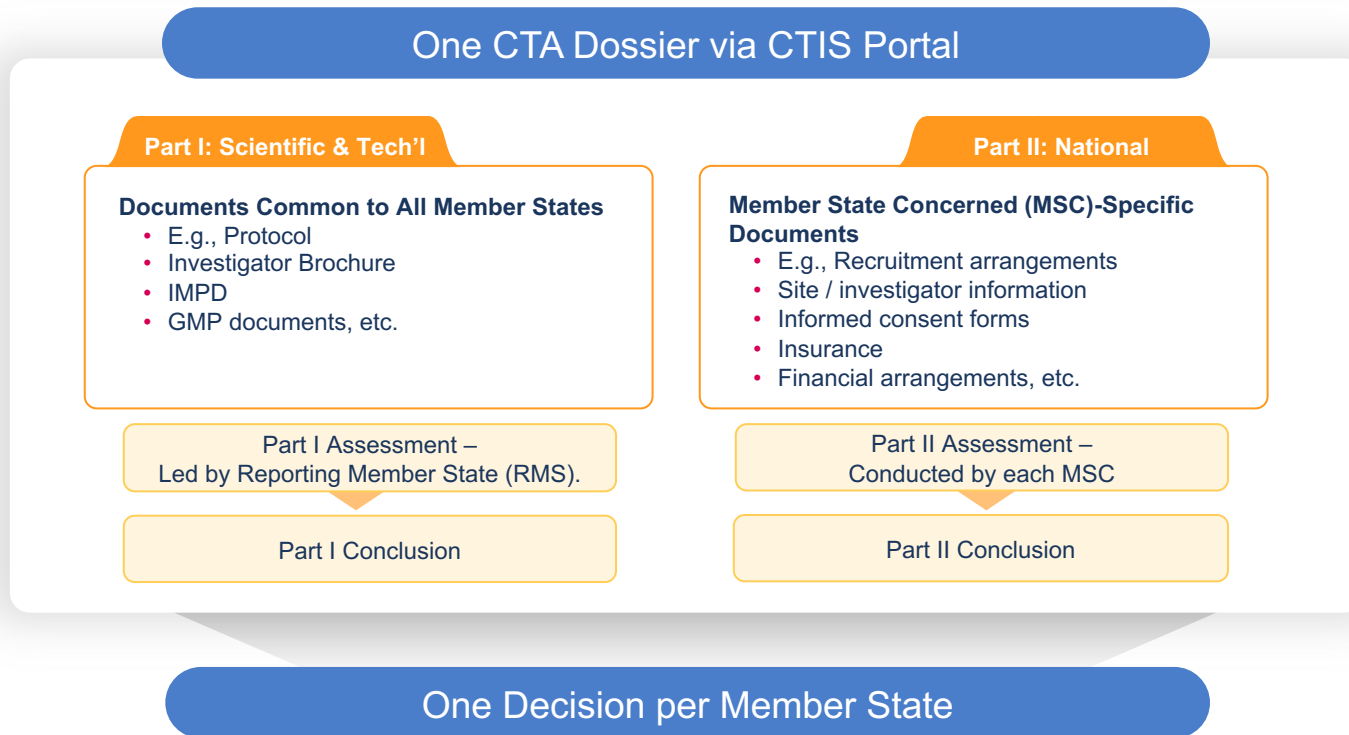 One CTA Dossier via CTIS Portal
Part I: Scientific & Tech’l
Documents Common to All Member States
• E.g., Protocol
• Investigator Brochure
• IMPD
• GMP documents, etc.
Part I Assessment –
Led by Reporting Member State (RMS).
Part I Conclusion
Part II: National
Member State Concerned (MSC)-Specific
Documents
• E.g., Recruitment arrangements
• Site / investigator information
• Informed consent forms
• Insurance
• Financial arrangements, etc.
Part II Assessment –
Conducted by each MSC
Part II Conclusion
One Decision per Member State